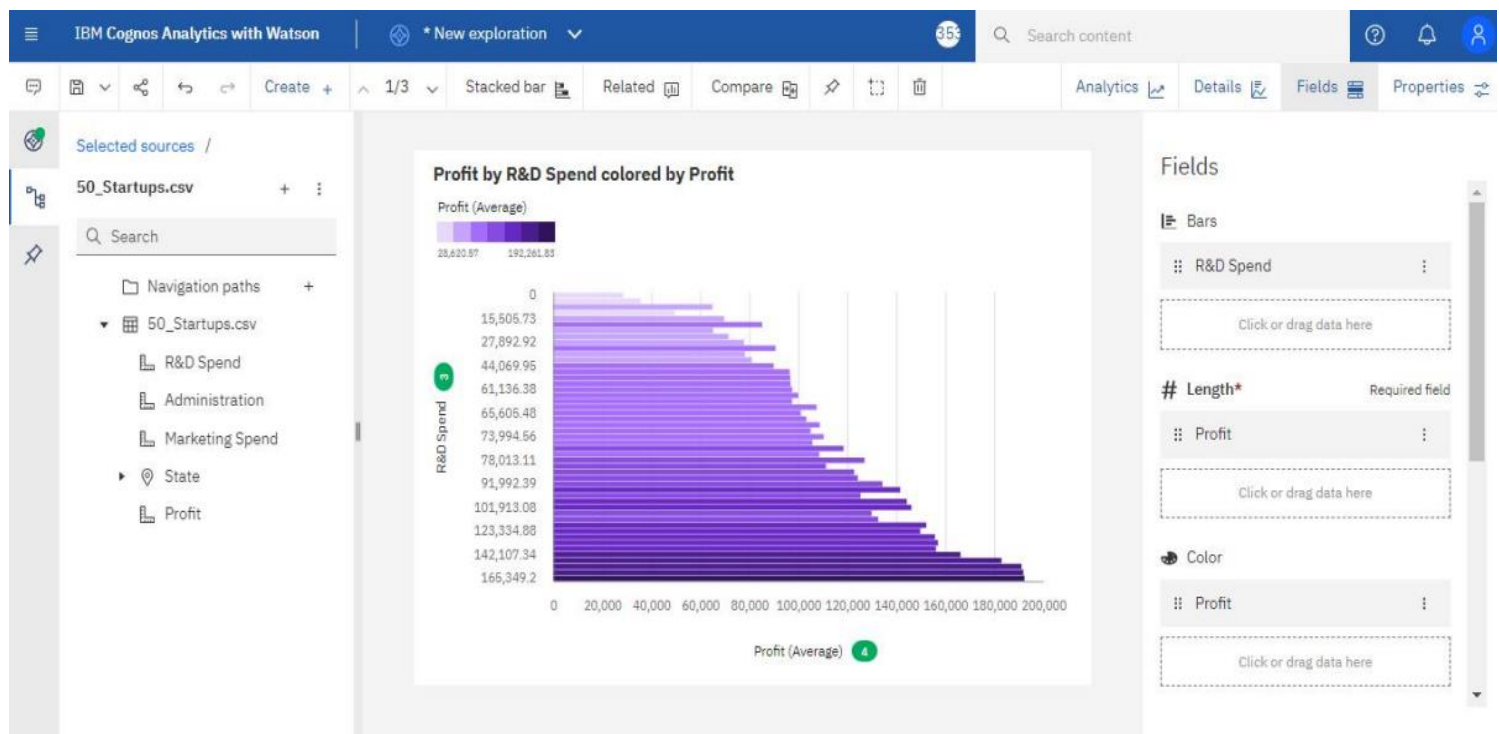 IBM Cognos Analytics with Watson
* New exploration
353
Search content
Create +
1/3
Stacked bar
Related
Compare
Analytics
Details
Fields
Properties
Selected sources /
50_Startups.csv
Search
Navigation paths +
50_Startups.csv
R&D Spend
Administration
Marketing Spend
State
Profit
Profit by R&D Spend colored by Profit
Profit (Average)
28,620.57 192,261.83
R&D Spend 3
0
15,505.73
27,892.92
44,069.95
61,136.38
65,605.48
73,994.56
78,013.11
91,992.39
101,913.08
123,334.88
142,107.34
165,349.2
0 20,000 40,000 60,000 80,000 100,000 120,000 140,000 160,000 180,000 200,000
Profit (Average) 4
Fields
Bars
R&D Spend
Click or drag data here
# Length* Required field
Profit
Click or drag data here
Color
Profit
Click or drag data here